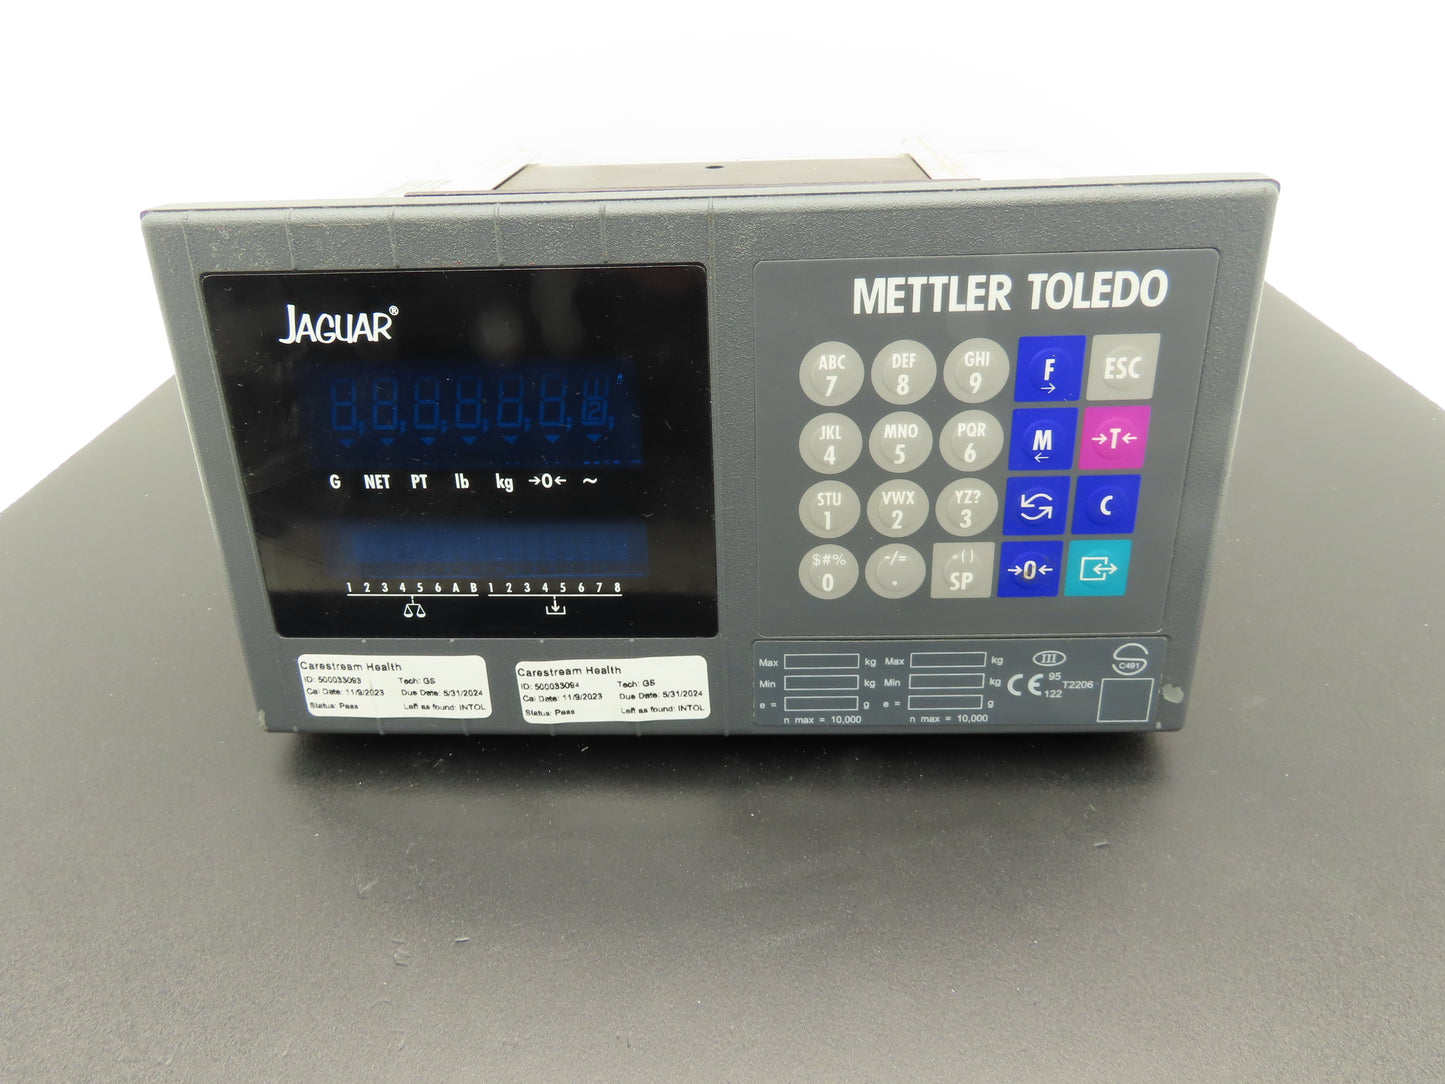 JAGUAR®
G NET PT lb kg →0← ~
1 2 3 4 5 6 A B 1 2 3 4 5 6 7 8
METTLER TOLEDO
ABC DEF GHI F ESC
7 8 9 →
JKL MNO PQR M →T←
4 5 6 ←
STU VWX YZ? C
1 2 3
$#% -/= *() →0←
0 . SP
Carestream Health
ID: 500033093 Tech: GS
Cal Date: 11/9/2023 Due Date: 5/31/2024
Status: Pass Left as found: INTOL
Carestream Health
ID: 500033094 Tech: GS
Cal Date: 11/9/2023 Due Date: 5/31/2024
Status: Pass Left as found: INTOL
Max kg Max kg
Min kg Min kg
e = g e = g
n max = 10,000 n max = 10,000
III
CE 95 122 T2206
C491